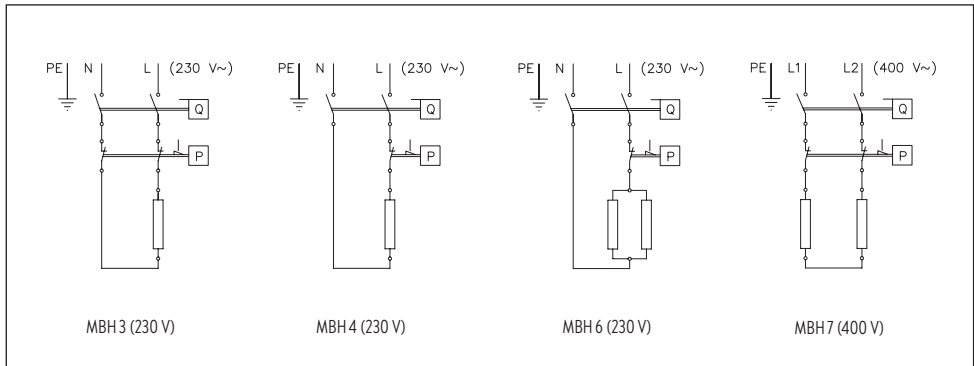 PE N L (230 V~)
Q
P
MBH 3 (230 V)
PE N L (230 V~)
Q
P
MBH 4 (230 V)
PE N L (230 V~)
Q
P
MBH 6 (230 V)
PE L1 L2 (400 V~)
Q
P
MBH 7 (400 V)